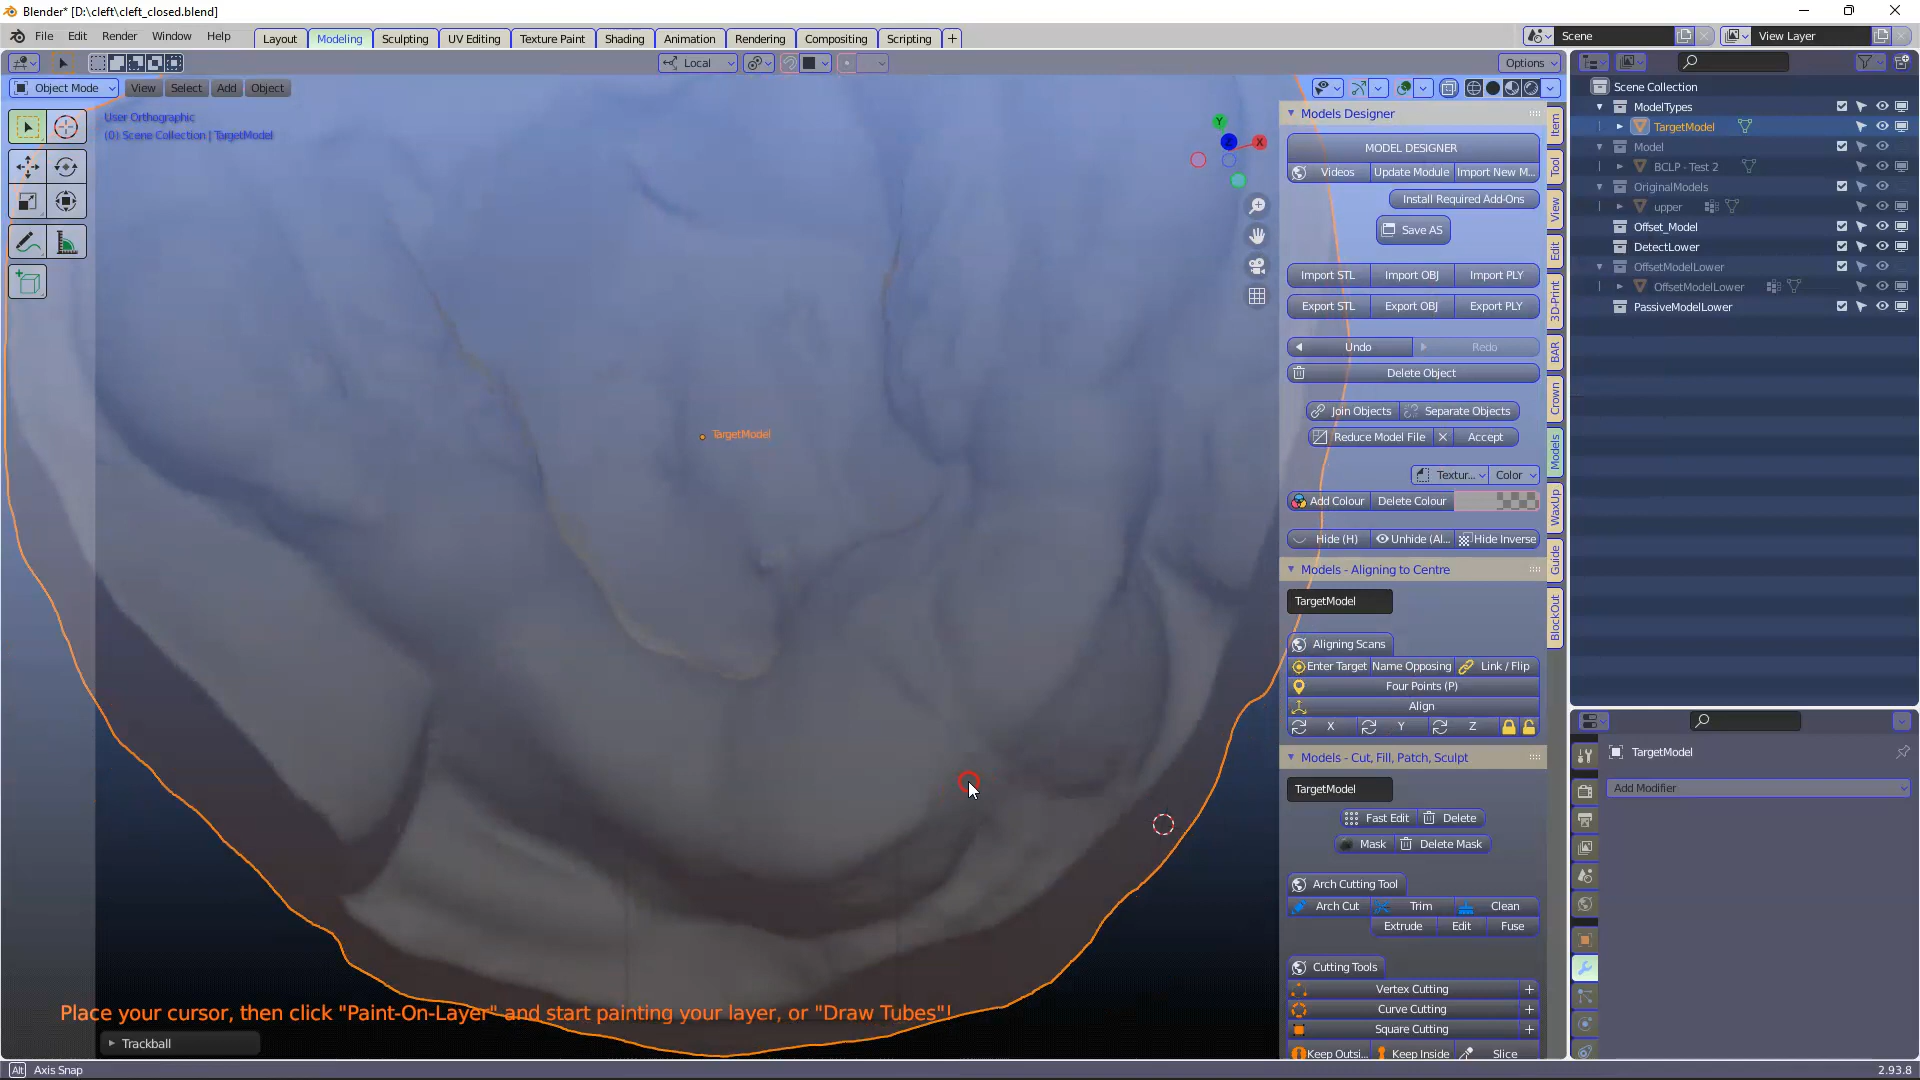 Blender* [D:\cleft\cleft_closed.blend]
File Edit Render Window Help
Layout Modeling Sculpting UV Editing Texture Paint Shading Animation Rendering Compositing Scripting +
Scene View Layer
Local Options
Object Mode View Select Add Object
User Orthographic
(0) Scene Collection | TargetModel
Y
Z
X
TargetModel
Place your cursor, then click "Paint-On-Layer" and start painting your layer, or "Draw Tubes"!
Trackball
Alt Axis Snap
2.93.8
Models Designer
MODEL DESIGNER
Videos Update Module Import New M...
Install Required Add-Ons
Save AS
Import STL Import OBJ Import PLY
Export STL Export OBJ Export PLY
Undo Redo
Delete Object
Join Objects Separate Objects
Reduce Model File Accept
Textur... Color
Add Colour Delete Colour
Hide (H) Unhide (Al... Hide Inverse
Models - Aligning to Centre
TargetModel
Aligning Scans
Enter Target Name Opposing Link / Flip
Four Points (P)
Align
X Y Z
Models - Cut, Fill, Patch, Sculpt
TargetModel
Fast Edit Delete
Mask Delete Mask
Arch Cutting Tool
Arch Cut Trim Clean
Extrude Edit Fuse
Cutting Tools
Vertex Cutting +
Curve Cutting +
Square Cutting +
Keep Outsi... Keep Inside Slice
Item
Tool
View
Edit
3D-Print
BAR
Crown
Models
WaxUp
Guide
BlockOut
Scene Collection
ModelTypes
TargetModel
Model
BCLP - Test 2
OriginalModels
upper
Offset_Model
DetectLower
OffsetModelLower
OffsetModelLower
PassiveModelLower
TargetModel
Add Modifier